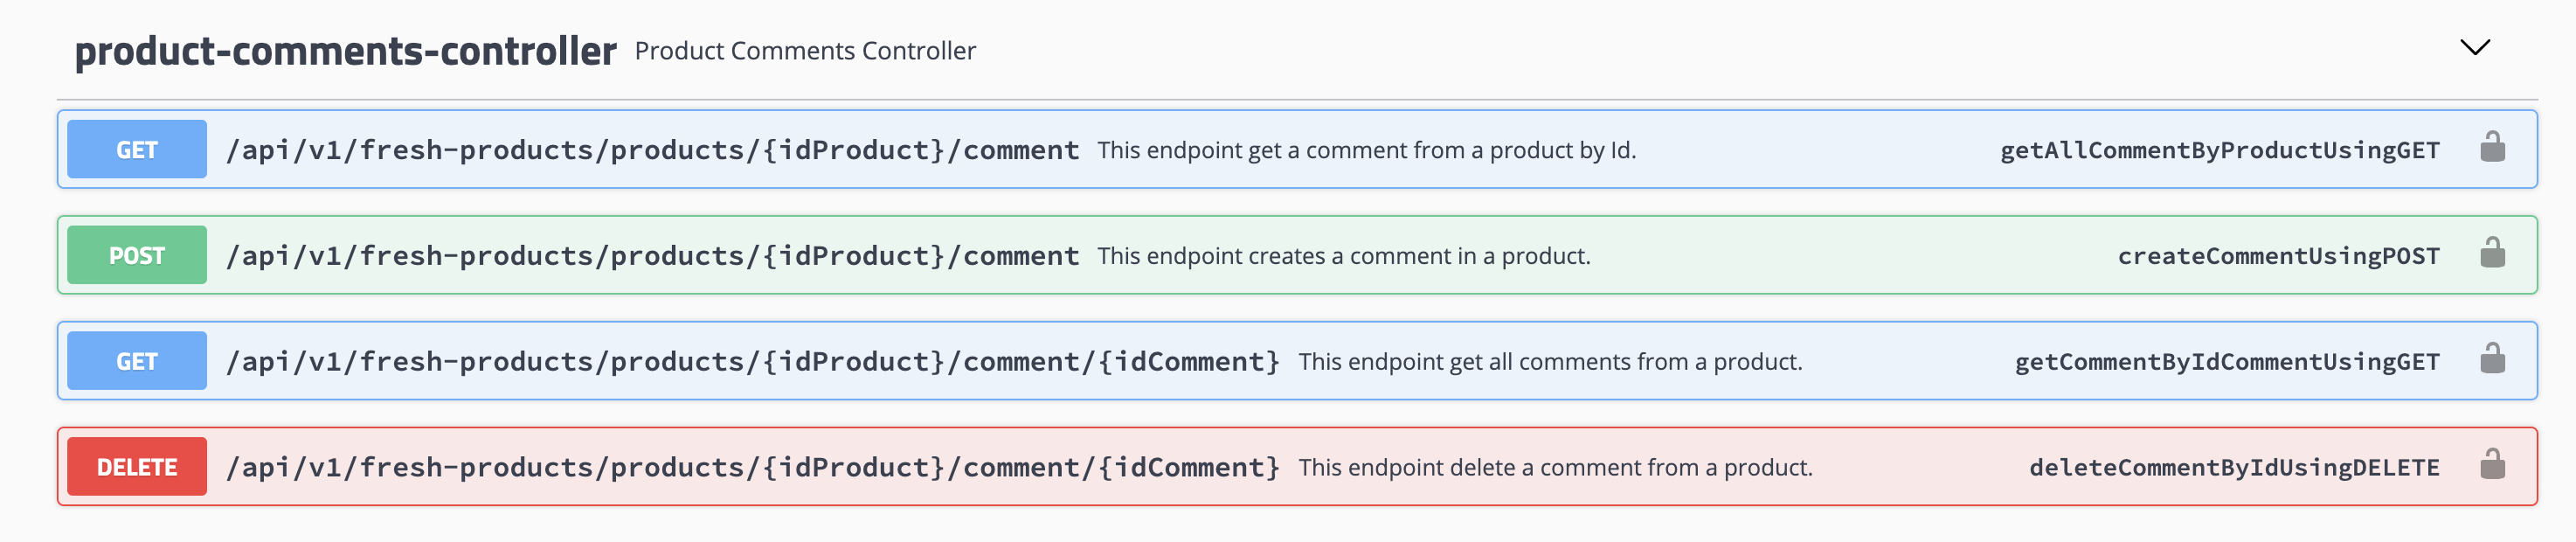 product-comments-controller Product Comments Controller
GET /api/v1/fresh-products/products/{idProduct}/comment This endpoint get a comment from a product by Id. getAllCommentByProductUsingGET
POST /api/v1/fresh-products/products/{idProduct}/comment This endpoint creates a comment in a product. createCommentUsingPOST
GET /api/v1/fresh-products/products/{idProduct}/comment/{idComment} This endpoint get all comments from a product. getCommentByIdCommentUsingGET
DELETE /api/v1/fresh-products/products/{idProduct}/comment/{idComment} This endpoint delete a comment from a product. deleteCommentByIdUsingDELETE